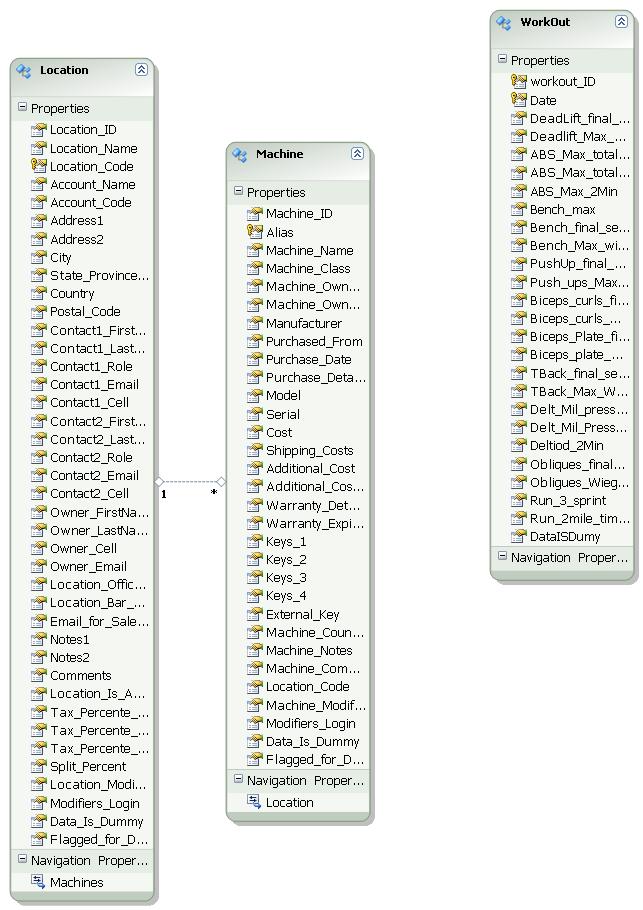 Location
Properties
Location_ID
Location_Name
Location_Code
Account_Name
Account_Code
Address1
Address2
City
State_Province...
Country
Postal_Code
Contact1_First...
Contact1_Last...
Contact1_Role
Contact1_Email
Contact1_Cell
Contact2_First...
Contact2_Last...
Contact2_Role
Contact2_Email
Contact2_Cell
Owner_FirstNa...
Owner_LastNa...
Owner_Cell
Owner_Email
Location_Offic...
Location_Bar_...
Email_for_Sale...
Notes1
Notes2
Comments
Location_Is_A...
Tax_Percente_...
Tax_Percente_...
Tax_Percente_...
Split_Percent
Location_Modi...
Modifiers_Login
Data_Is_Dummy
Flagged_for_D...
Navigation Proper...
Machines
1
*
Machine
Properties
Machine_ID
Alias
Machine_Name
Machine_Class
Machine_Own...
Machine_Own...
Manufacturer
Purchased_From
Purchase_Date
Purchase_Deta...
Model
Serial
Cost
Shipping_Costs
Additional_Cost
Additional_Cos...
Warranty_Det...
Warranty_Expi...
Keys_1
Keys_2
Keys_3
Keys_4
External_Key
Machine_Coun...
Machine_Notes
Machine_Com...
Location_Code
Machine_Modif...
Modifiers_Login
Data_Is_Dummy
Flagged_for_D...
Navigation Proper...
Location
WorkOut
Properties
workout_ID
Date
DeadLift_final_...
Deadlift_Max_...
ABS_Max_total...
ABS_Max_total...
ABS_Max_2Min
Bench_max
Bench_final_se...
Bench_Max_wi...
PushUp_final_...
Push_ups_Max...
Biceps_curls_fi...
Biceps_curls_...
Biceps_Plate_fi...
Biceps_plate_...
TBack_final_se...
TBack_Max_W...
Delt_Mil_press...
Delt_Mil_Press...
Deltiod_2Min
Obliques_final...
Obligues_Wieg...
Run_3_sprint
Run_2mile_tim...
DataISDumy
Navigation Proper...